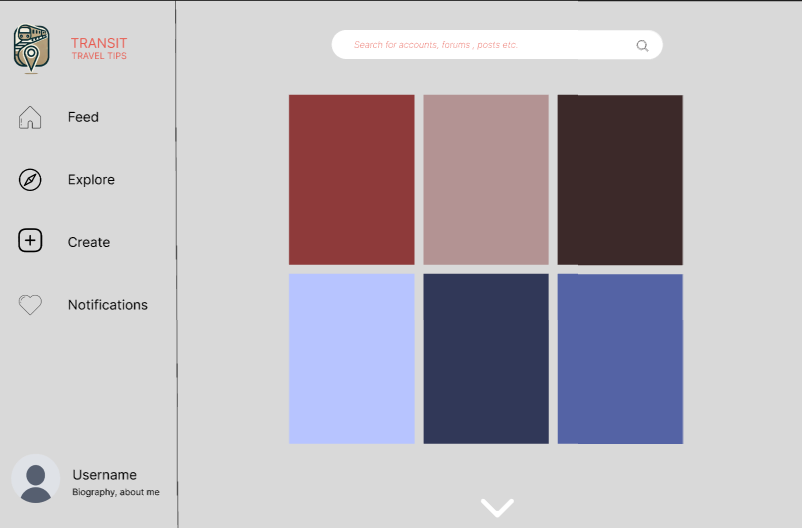 TRANSIT
TRAVEL TIPS
Search for accounts, forums , posts etc.
Feed
Explore
Create
Notifications
Username
Biography, about me